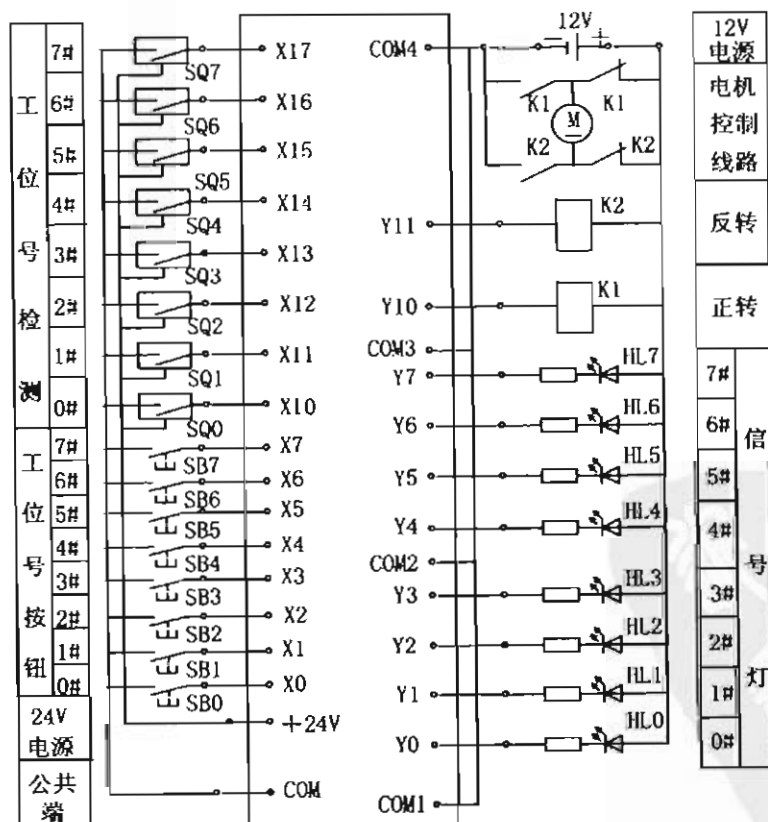 工位号检测
7#
6#
5#
4#
3#
2#
1#
0#
工位号按钮
7#
6#
5#
4#
3#
2#
1#
0#
24V
电源
公共
端
SQ7
SQ6
SQ5
SQ4
SQ3
SQ2
SQ1
SQ0
SB7
SB6
SB5
SB4
SB3
SB2
SB1
SB0
X17
X16
X15
X14
X13
X12
X11
X10
X7
X6
X5
X4
X3
X2
X1
X0
+24V
COM
COM4
Y11
Y10
COM3
Y7
Y6
Y5
Y4
COM2
Y3
Y2
Y1
Y0
COM1
12V
K1
K1
M
K2
K2
K2
K1
HL7
HL6
HL5
HL4
HL3
HL2
HL1
HL0
12V
电源
电机
控制
线路
反转
正转
7#
6#
5#
4#
3#
2#
1#
0#
信号灯